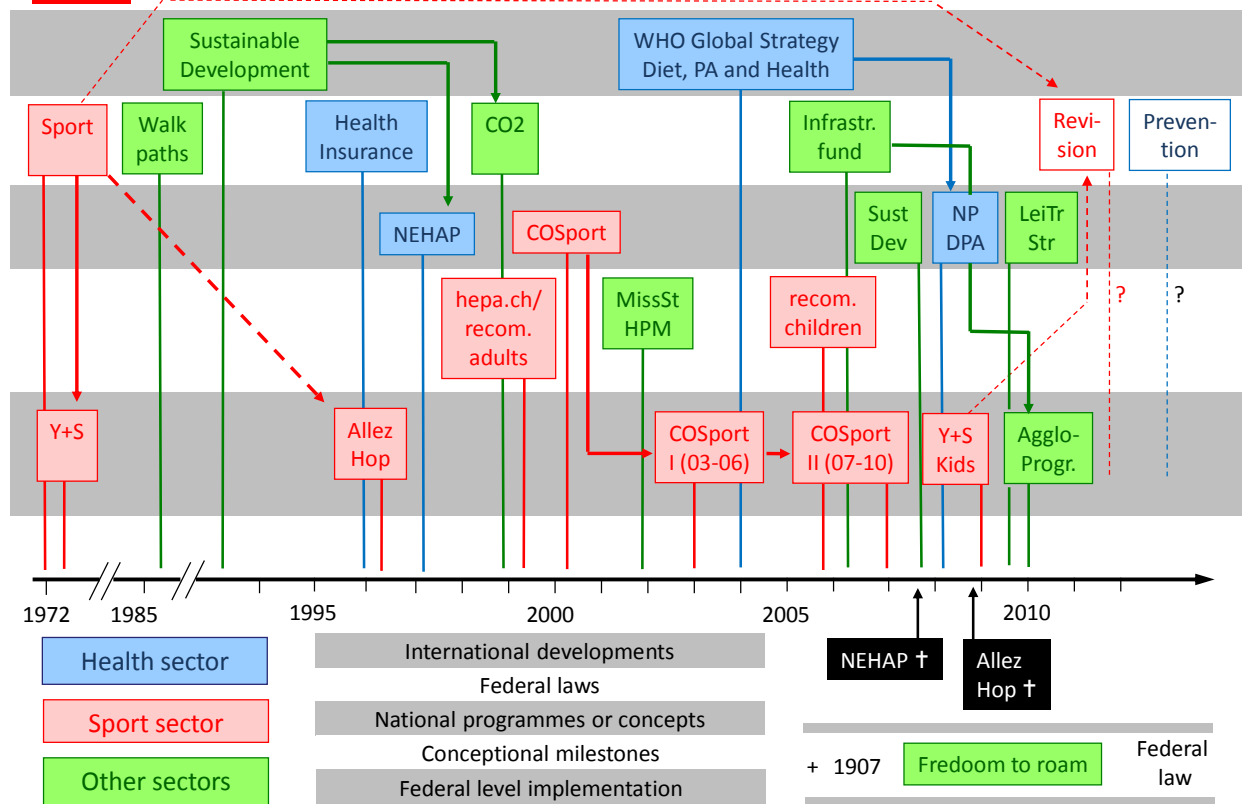 Sustainable
Development
WHO Global Strategy
Diet, PA and Health
Sport
Walk
paths
Health
Insurance
CO2
Infrastr.
fund
Revi-
sion
Preven-
tion
NEHAP
COSport
Sust
Dev
NP
DPA
LeiTr
Str
hepa.ch/
recom.
adults
MissSt
HPM
recom.
children
?
?
Y+S
Allez
Hop
COSport
I (03-06)
COSport
II (07-10)
Y+S
Kids
Agglo-
Progr.
1972
1985
1995
2000
2005
2010
Health sector
Sport sector
Other sectors
International developments
Federal laws
National programmes or concepts
Conceptional milestones
Federal level implementation
NEHAP †
Allez
Hop †
+ 1907
Fredoom to roam
Federal
law